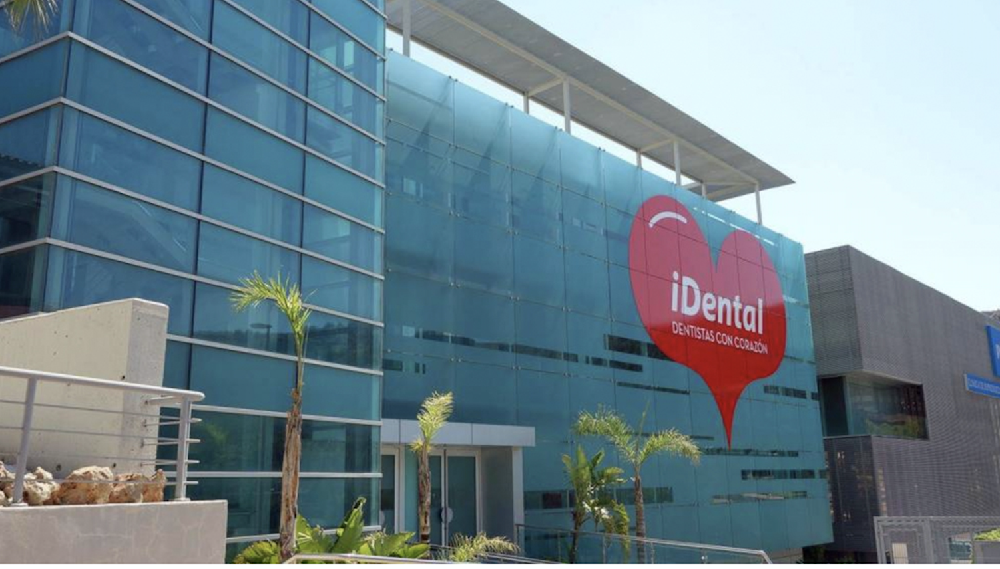 iDental
DENTISTAS CON CORAZÓN